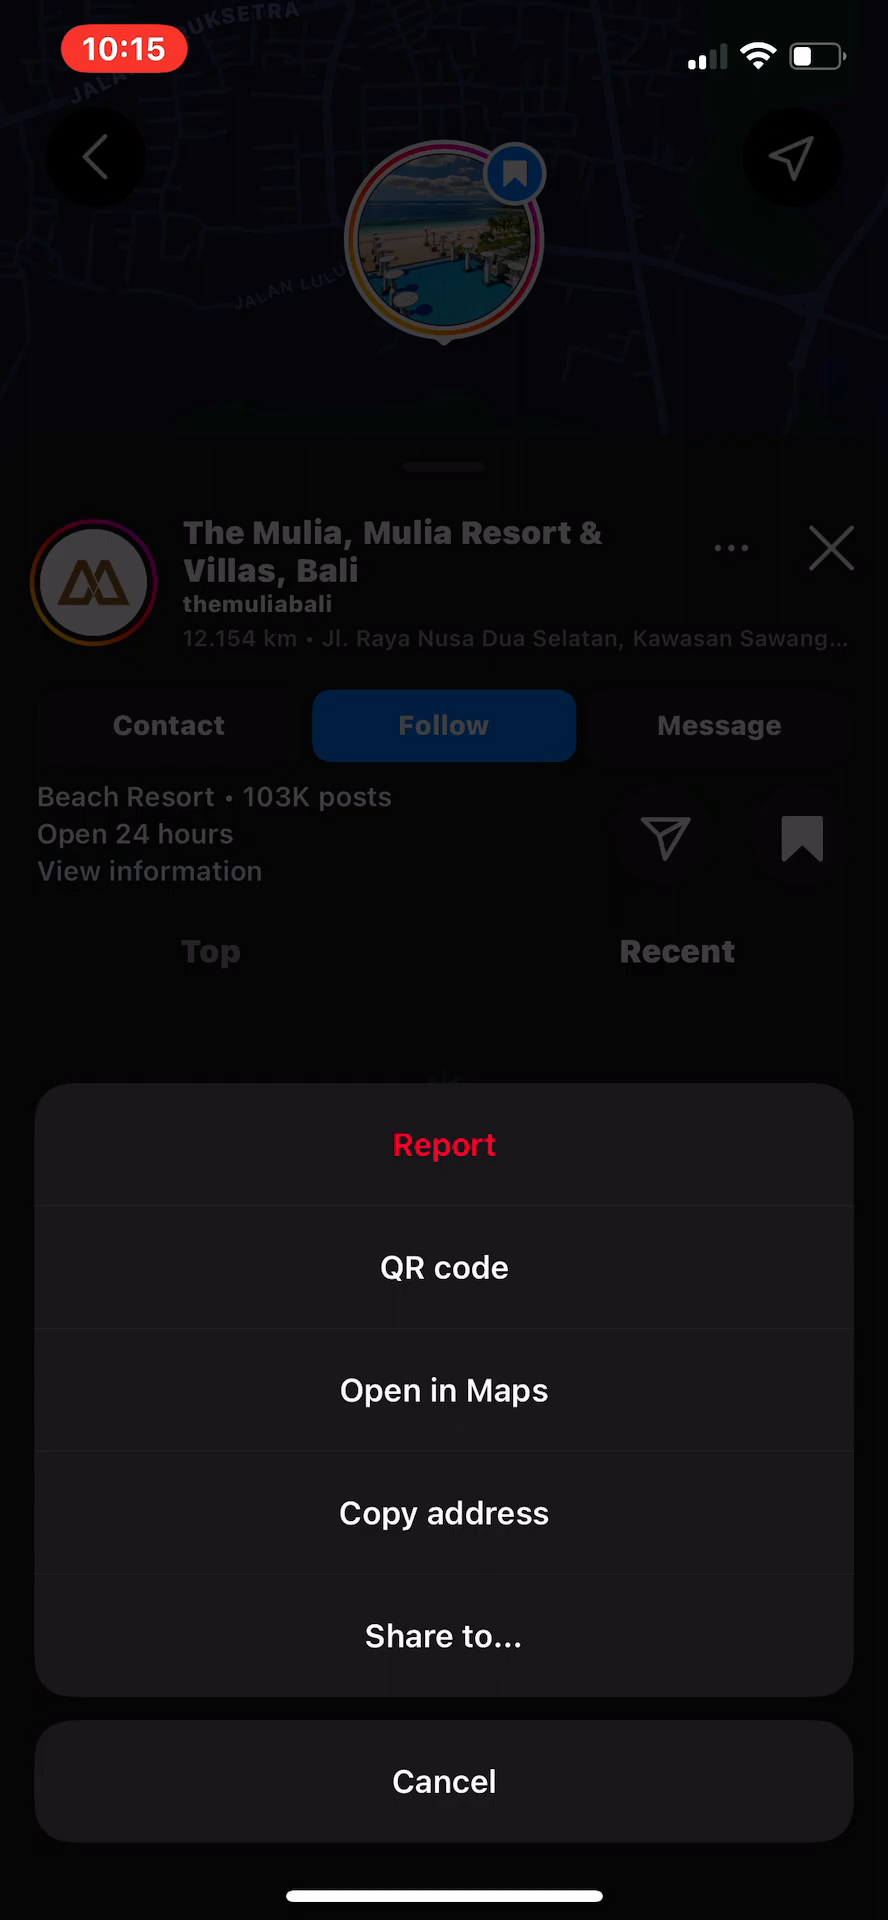 10:15
UKSETRA
JALA
JALAN LULU
The Mulia, Mulia Resort &
Villas, Bali
themuliabali
12.154 km • Jl. Raya Nusa Dua Selatan, Kawasan Sawang...
Contact
Follow
Message
Beach Resort • 103K posts
Open 24 hours
View information
Top
Recent
Report
QR code
Open in Maps
Copy address
Share to...
Cancel